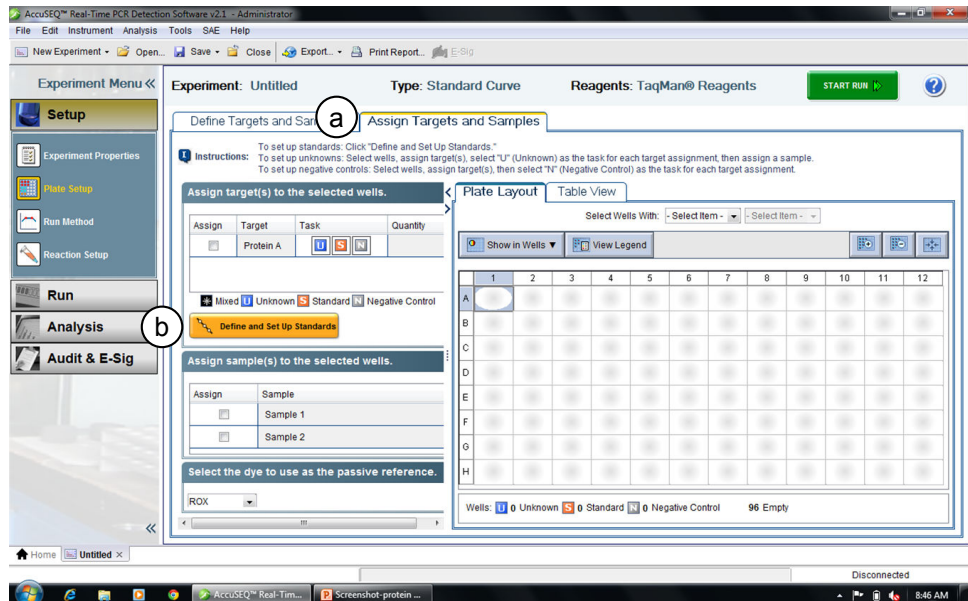 AccuSEQ™ Real-Time PCR Detection Software v2.1 - Administrator
File Edit Instrument Analysis Tools SAE Help
New Experiment Open... Save Close Export... Print Report... E-Sig
Experiment Menu «
Experiment: Untitled Type: Standard Curve Reagents: TaqMan® Reagents START RUN
Setup
Experiment Properties
Plate Setup
Run Method
Reaction Setup
Run
Analysis
Audit & E-Sig
a
b
Define Targets and Sam Assign Targets and Samples
Instructions: To set up standards: Click "Define and Set Up Standards."
To set up unknowns: Select wells, assign target(s), select "U" (Unknown) as the task for each target assignment, then assign a sample.
To set up negative controls: Select wells, assign target(s), then select "N" (Negative Control) as the task for each target assignment.
Assign target(s) to the selected wells.
Assign Target Task Quantity
Protein A U S N
Mixed U Unknown S Standard N Negative Control
Define and Set Up Standards
Assign sample(s) to the selected wells.
Assign Sample
Sample 1
Sample 2
Select the dye to use as the passive reference.
ROX
Plate Layout Table View
Select Wells With: - Select Item - - Select Item -
Show in Wells ▼ View Legend
1 2 3 4 5 6 7 8 9 10 11 12
A
B
C
D
E
F
G
H
Wells: U 0 Unknown S 0 Standard N 0 Negative Control 96 Empty
«
Home Untitled ×
Disconnected
AccuSEQ™ Real-Tim... Screenshot-protein ... 8:46 AM